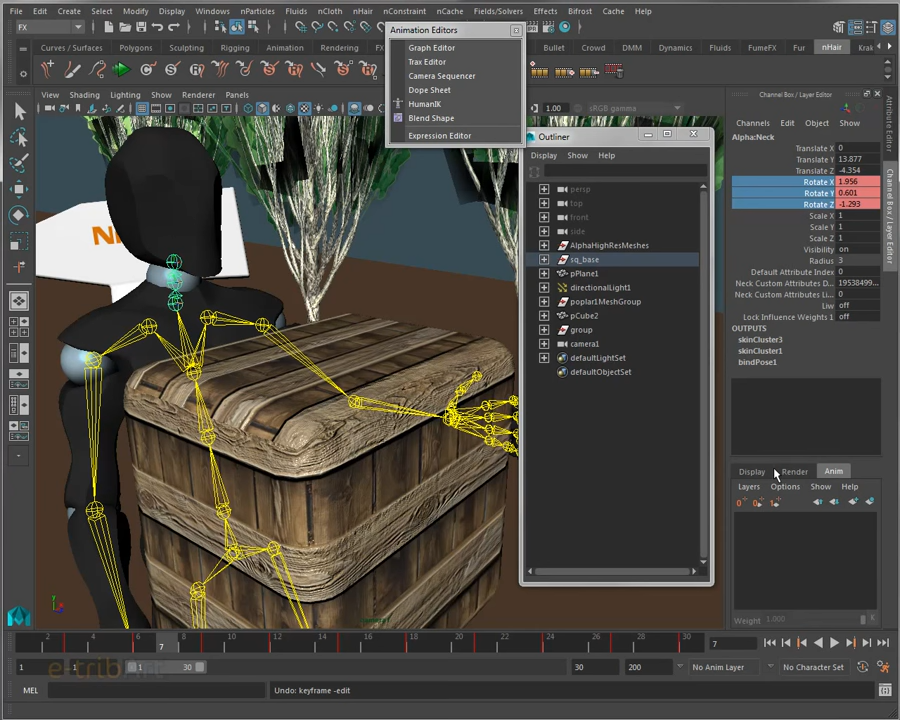 File Edit Create Select Modify Display Windows nParticles Fluids nCloth nHair nConstraint nCache Fields/Solvers Effects Bifrost Cache Help
FX
Animation Editors
Graph Editor
Trax Editor
Camera Sequencer
Dope Sheet
HumanIK
Blend Shape
Expression Editor
Curves / Surfaces Polygons Sculpting Rigging Animation Rendering
Bullet Crowd DMM Dynamics FumeFX Fur nHair Krak
View Shading Lighting Show Renderer Panels
1.00 sRGB gamma
Outliner
Display Show Help
persp
top
front
side
AlphaHighResMeshes
sq_base
pPlane1
directionalLight1
poplar1MeshGroup
pCube2
group
camera1
defaultLightSet
defaultObjectSet
Channel Box / Layer Editor
Channels Edit Object Show
Alpha:Neck
Translate X 0
Translate Y 13.877
Translate Z -4.354
Rotate X 1.956
Rotate Y 0.601
Rotate Z -1.293
Scale X 1
Scale Y 1
Scale Z 1
Visibility on
Radius 3
Default Attribute Index 0
Neck Custom Attributes D... 19538499...
Neck Custom Attributes Li... 0
Liw off
Lock Influence Weights 1 off
OUTPUTS
skinCluster3
skinCluster1
bindPose1
Display Render Anim
Layers Options Show Help
Weight 1.000
Attribute Editor
Channel Box / Layer Editor
2 4 6 7 8 10 12 14 16 18 20 22 24 26 28 30 7
1 1 1 30 30 200 No Anim Layer No Character Set
MEL Undo: keyframe -edit